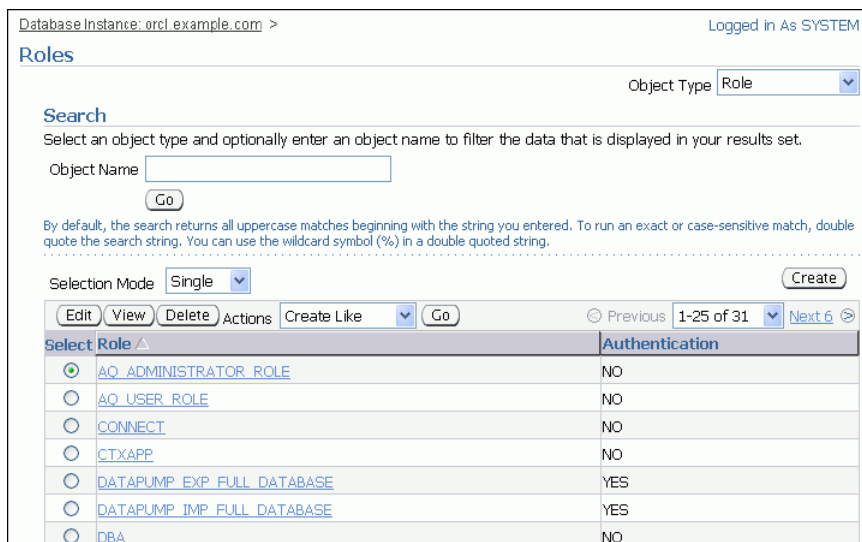 Database Instance: orcl.example.com >
Logged in As SYSTEM
Roles
Object Type Role
Search
Select an object type and optionally enter an object name to filter the data that is displayed in your results set.
Object Name
Go
By default, the search returns all uppercase matches beginning with the string you entered. To run an exact or case-sensitive match, double
quote the search string. You can use the wildcard symbol (%) in a double quoted string.
Selection Mode Single
Create
Edit View Delete Actions Create Like Go Previous 1-25 of 31 Next 6
Select Role Authentication
AQ_ADMINISTRATOR_ROLE NO
AQ_USER_ROLE NO
CONNECT NO
CTXAPP NO
DATAPUMP_EXP_FULL_DATABASE YES
DATAPUMP_IMP_FULL_DATABASE YES
DBA NO